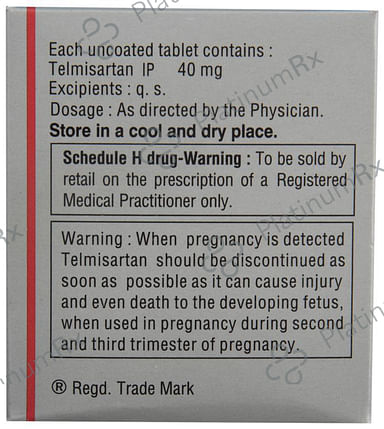 Each uncoated tablet contains :
Telmisartan IP 40 mg
Excipients : q. s.
Dosage : As directed by the Physician.
Store in a cool and dry place.
Schedule H drug-Warning : To be sold by
retail on the prescription of a Registered
Medical Practitioner only.
Warning : When pregnancy is detected
Telmisartan should be discontinued as
soon as possible as it can cause injury
and even death to the developing fetus,
when used in pregnancy during second
and third trimester of pregnancy.
® Regd. Trade Mark
PlatinumRx
PlatinumRx